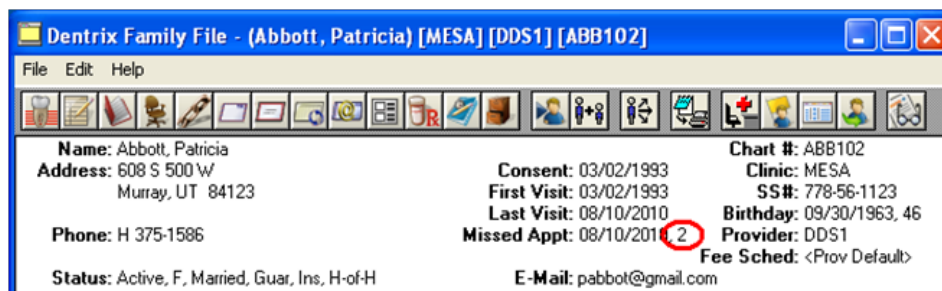 Dentrix Family File - (Abbott, Patricia) [MESA] [DDS1] [ABB102]
File Edit Help
Name: Abbott, Patricia Chart #: ABB102
Address: 608 S 500 W Consent: 03/02/1993 Clinic: MESA
Murray, UT 84123 First Visit: 03/02/1993 SS#: 778-56-1123
Last Visit: 08/10/2010 Birthday: 09/30/1963, 46
Phone: H 375-1586 Missed Appt: 08/10/2010, 2 Provider: DDS1
Fee Sched: <Prov Default>
Status: Active, F, Married, Guar, Ins, H-of-H E-Mail: pabbot@gmail.com